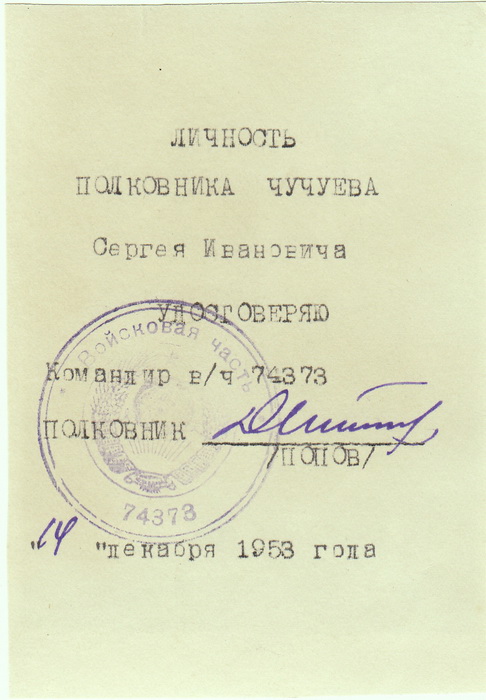 ЛИЧНОСТЬ
ПОЛКОВНИКА ЧУЧУЕВА
Сергея Ивановича
УДОСТОВЕРЯЮ
Войсковая часть
Командир в/ч 74373
ПОЛКОВНИК
/ПОПОВ/
74373
"14 "декабря 1953 года